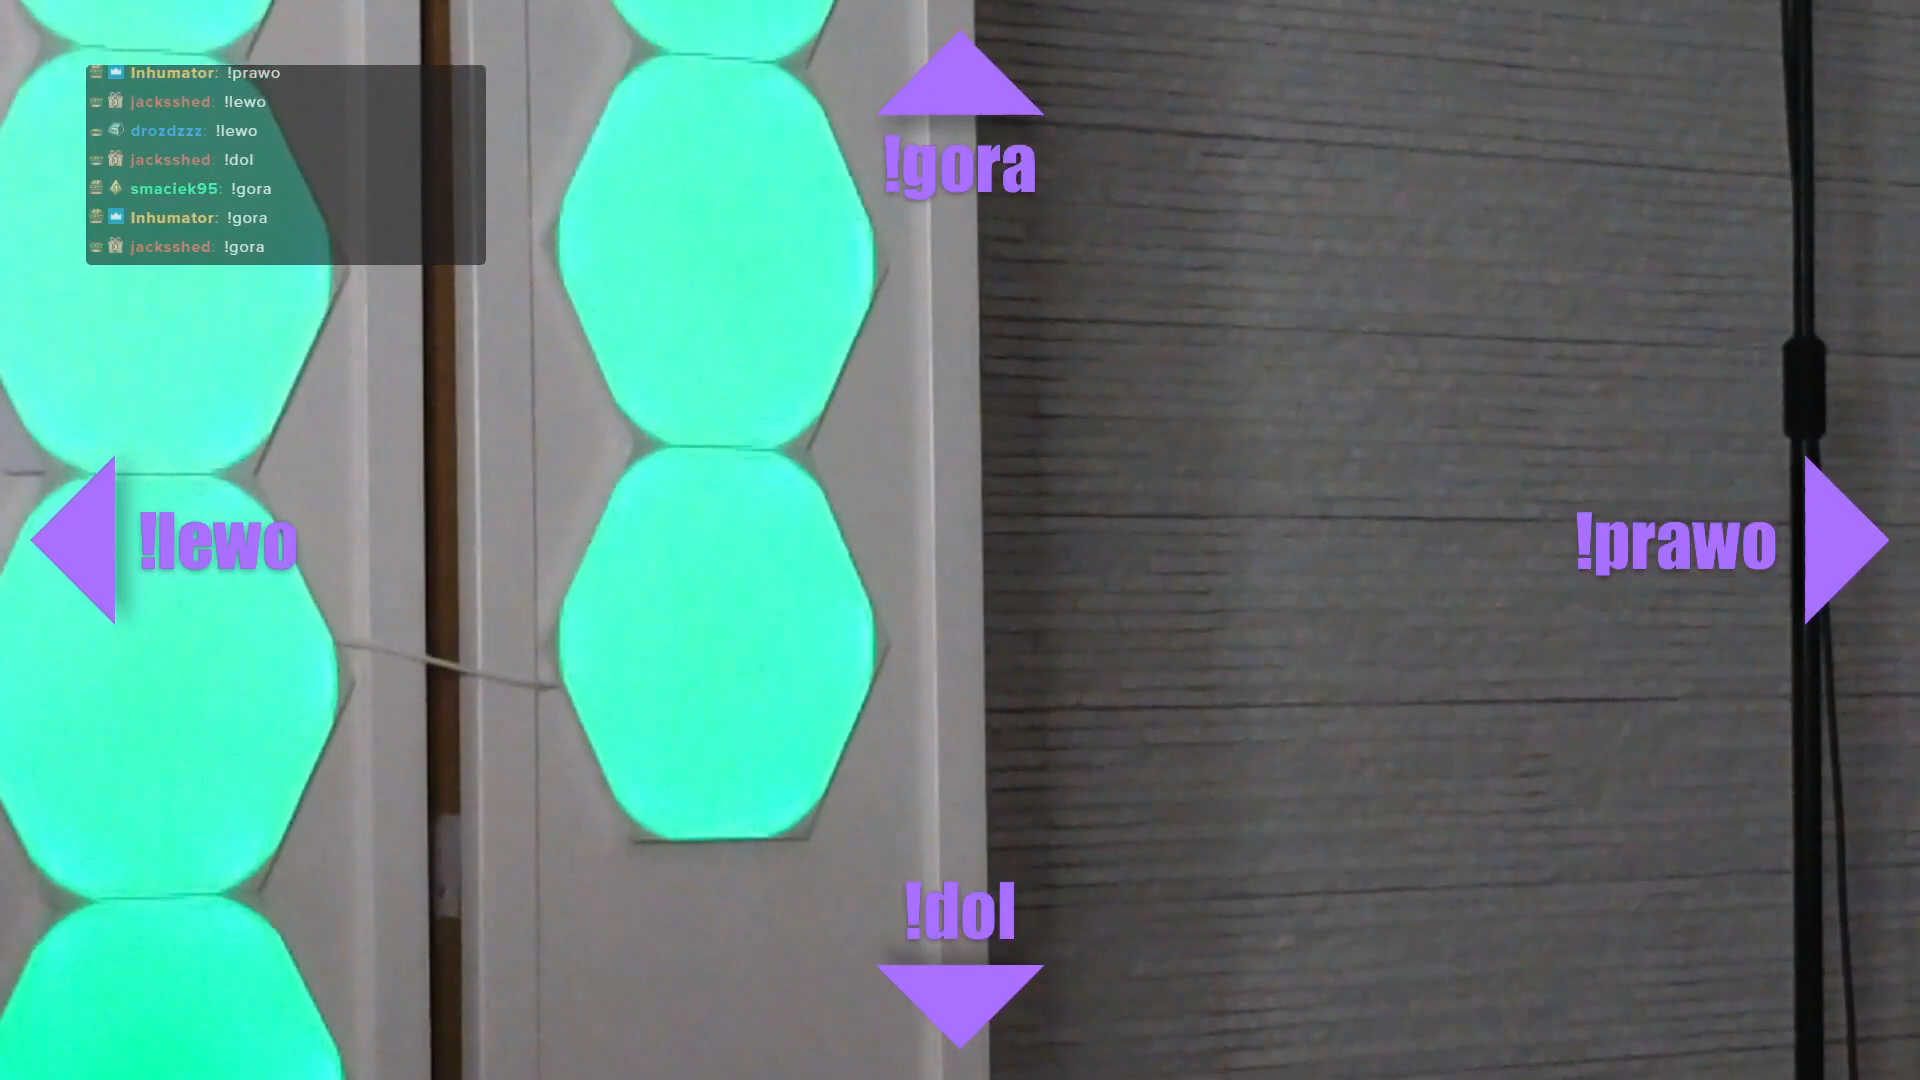 Inhumator: !prawo
jacksshed: !lewo
drozdzzz: !lewo
jacksshed: !dol
smaciek95: !gora
Inhumator: !gora
jacksshed: !gora
!gora
!lewo
!prawo
!dol